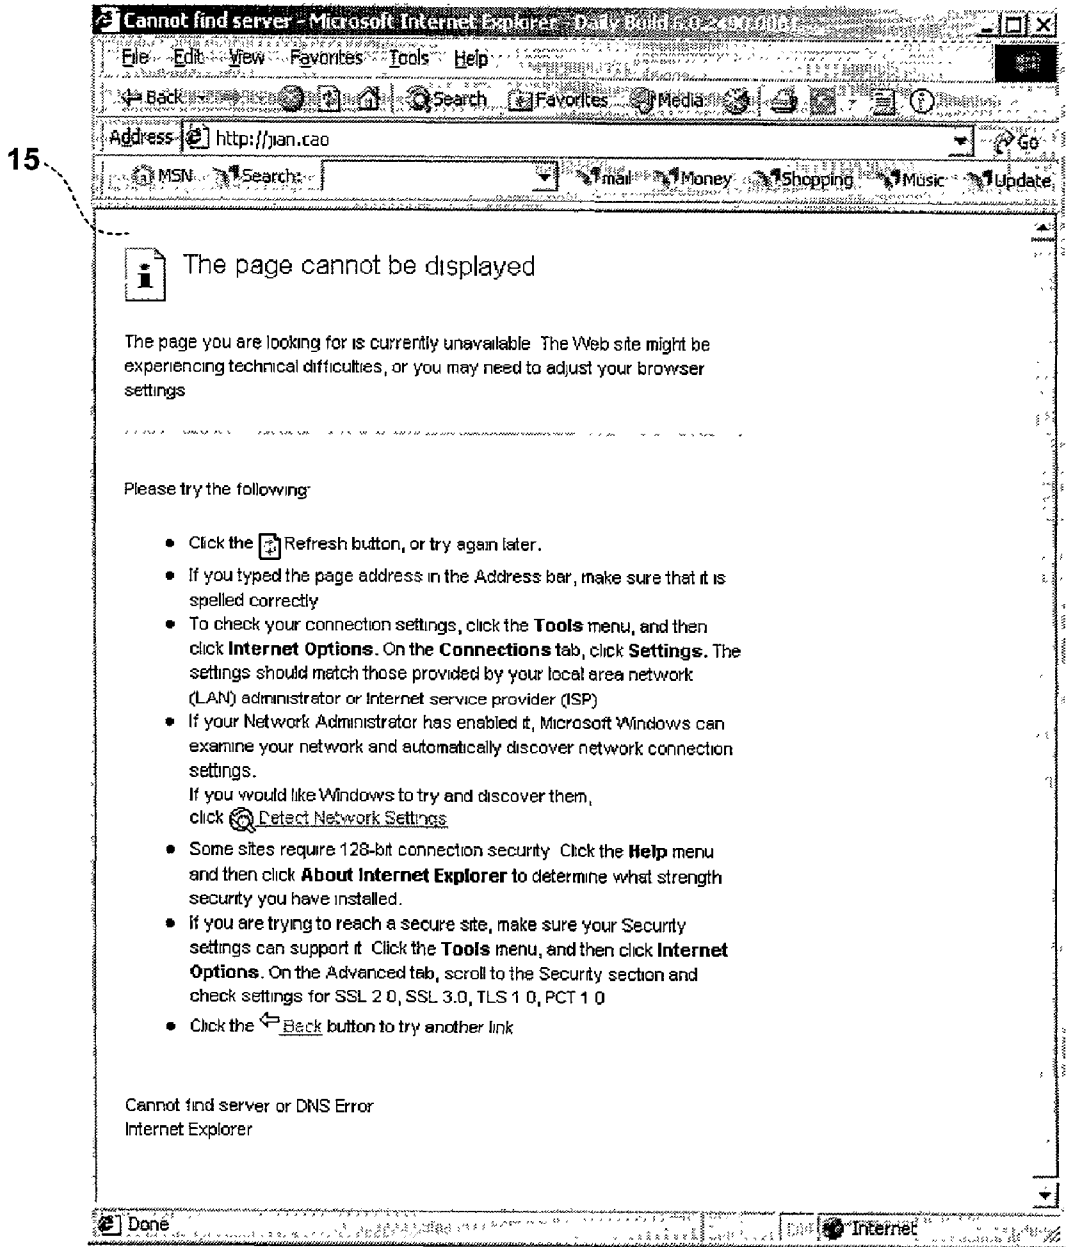 Cannot find server - Microsoft Internet Explorer - Daily Build
File Edit View Favorites Tools Help
Back Search Favorites Media
Address http://jian.cao Go
15
MSN Search: mail Money Shopping Music Update
The page cannot be displayed
The page you are looking for is currently unavailable The Web site might be
experiencing technical difficulties, or you may need to adjust your browser
settings
Please try the following:
• Click the Refresh button, or try again later.
• If you typed the page address in the Address bar, make sure that it is
spelled correctly
• To check your connection settings, click the Tools menu, and then
click Internet Options. On the Connections tab, click Settings. The
settings should match those provided by your local area network
(LAN) administrator or Internet service provider (ISP)
• If your Network Administrator has enabled it, Microsoft Windows can
examine your network and automatically discover network connection
settings.
If you would like Windows to try and discover them,
click Detect Network Settings
• Some sites require 128-bit connection security Click the Help menu
and then click About Internet Explorer to determine what strength
security you have installed.
• If you are trying to reach a secure site, make sure your Security
settings can support it Click the Tools menu, and then click Internet
Options. On the Advanced tab, scroll to the Security section and
check settings for SSL 2 0, SSL 3.0, TLS 1 0, PCT 1 0
• Click the Back button to try another link
Cannot find server or DNS Error
Internet Explorer
Done Internet